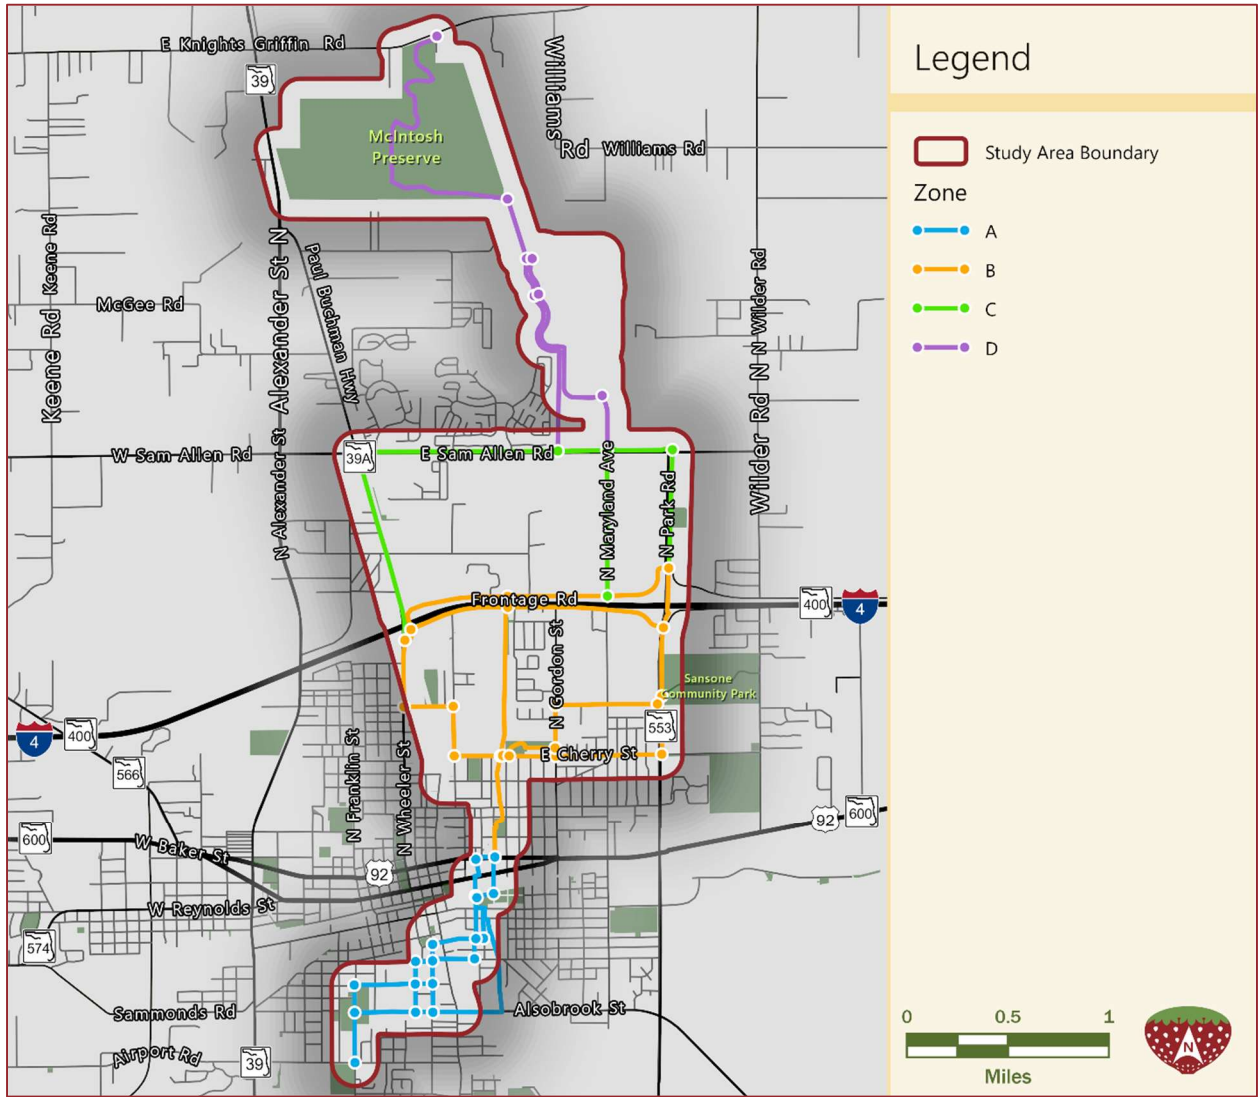 E Knights Griffin Rd
39
Williams
Rd
Williams Rd
McIntosh
Preserve
Keene Rd
Keene Rd
N Alexander St
Alexander St N
N Alexander St
Paul Buchman Hwy
McGee Rd
N Wilder Rd
Wilder Rd N
W Sam Allen Rd
39A
E Sam Allen Rd
N Maryland Ave
N Park Rd
Frontage Rd
400
4
N Gordon St
Sansone
Community Park
553
4
400
566
N Franklin St
N Wheeler St
E Cherry St
600
W Baker St
92
92
600
W Reynolds St
574
Sammonds Rd
Alsobrook St
Airport Rd
39
Legend
Study Area Boundary
Zone
A
B
C
D
0 0.5 1
Miles
N